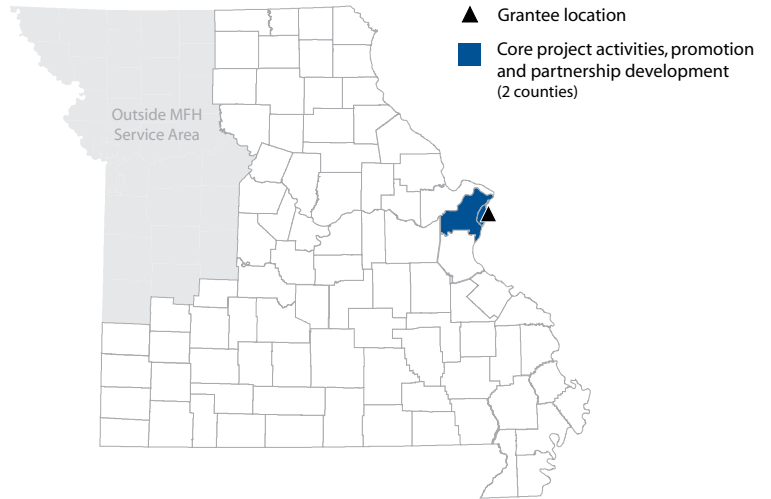 Grantee location
Core project activities, promotion
and partnership development
(2 counties)
Outside MFH
Service Area